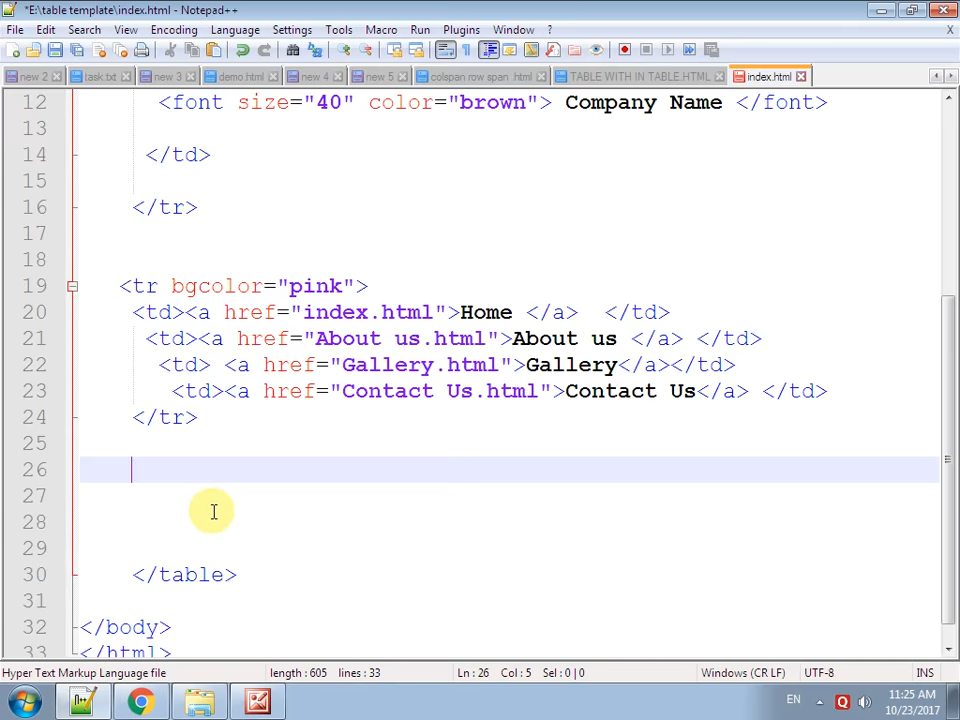 *E:\table template\index.html - Notepad++
File Edit Search View Encoding Language Settings Tools Macro Run Plugins Window ? X
new 2 task.txt new 3 demo.html new 4 new 5 colspan row span .html TABLE WITH IN TABLE.HTML index.html
12 <font size="40" color="brown"> Company Name </font>
13
14 </td>
15
16 </tr>
17
18
19 <tr bgcolor="pink">
20 <td><a href="index.html">Home </a>  </td>
21 <td><a href="About us.html">About us </a> </td>
22 <td> <a href="Gallery.html">Gallery</a></td>
23 <td><a href="Contact Us.html">Contact Us</a> </td>
24 </tr>
25
26
27
28
29
30 </table>
31
32 </body>
33 </html>
Hyper Text Markup Language file length : 605 lines : 33 Ln : 26 Col : 5 Sel : 0 | 0 Windows (CR LF) UTF-8 INS
EN 11:25 AM
10/23/2017